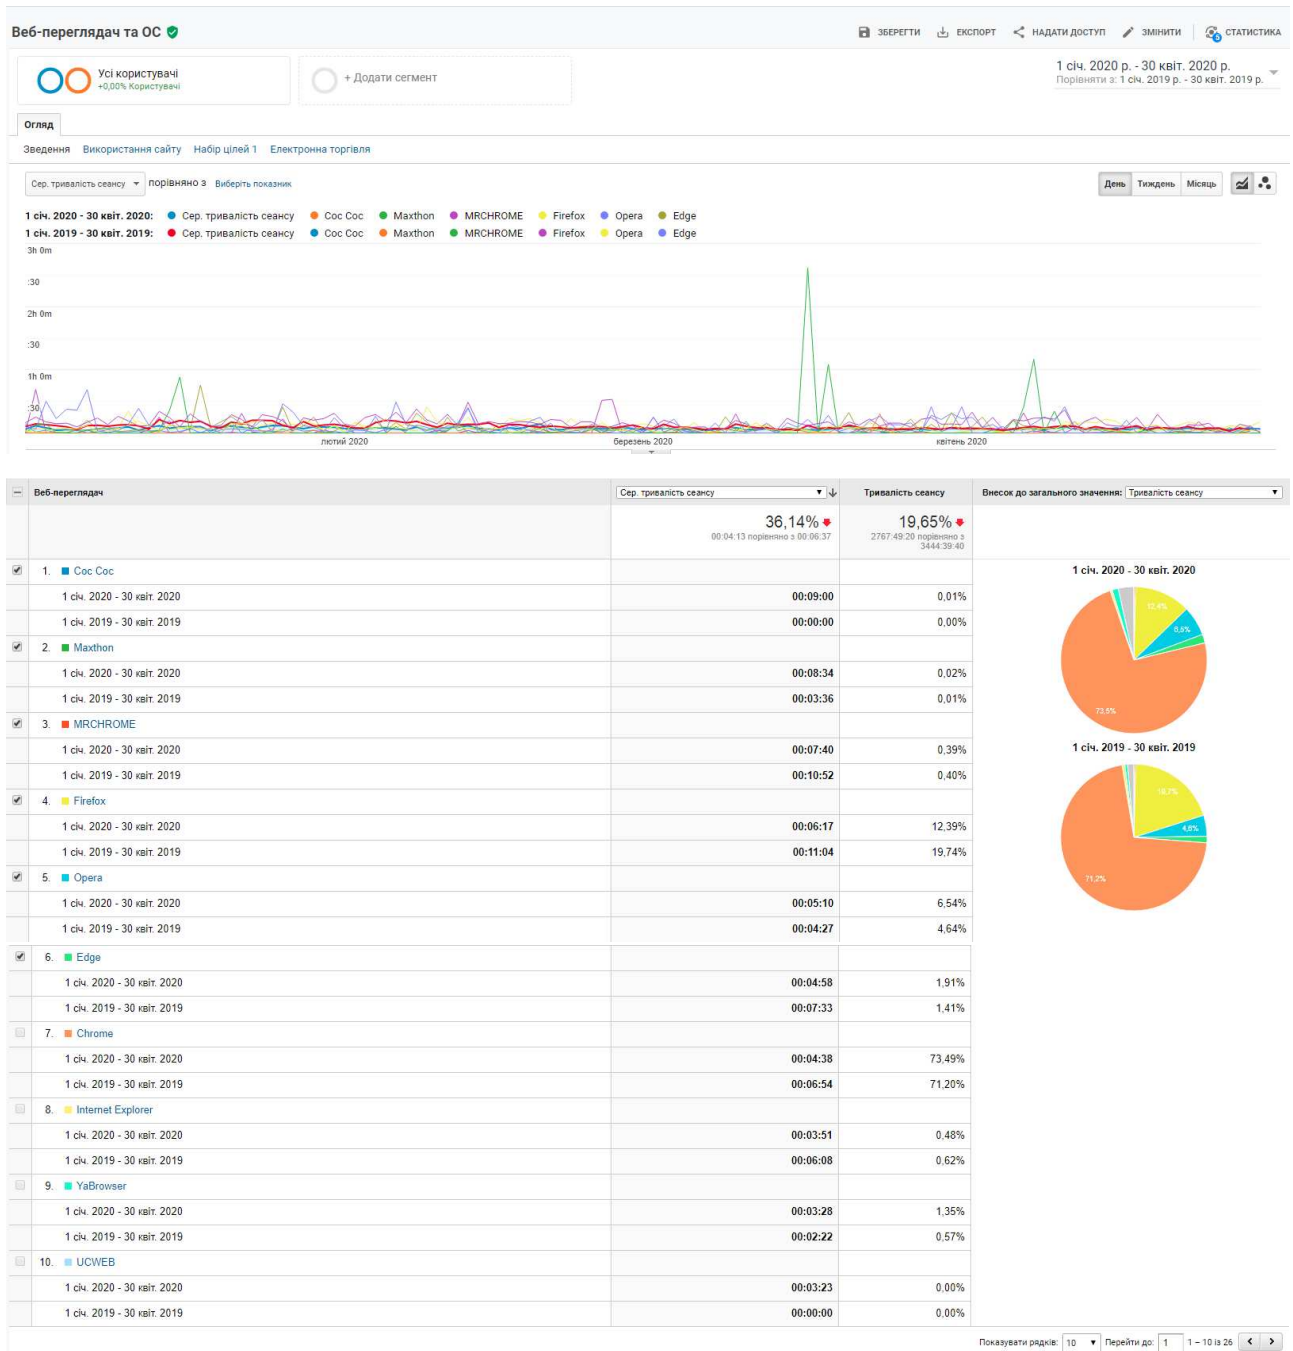 Веб-переглядач та ОС
ЗБЕРЕГТИ ЕКСПОРТ НАДАТИ ДОСТУП ЗМІНИТИ 5 СТАТИСТИКА
Усі користувачі
+0,00% Користувачі
+ Додати сегмент
1 січ. 2020 р. - 30 квіт. 2020 р.
Порівняти з: 1 січ. 2019 р. - 30 квіт. 2019 р.
Огляд
Зведення Використання сайту Набір цілей 1 Електронна торгівля
Сер. тривалість сеансу порівняно з Виберіть показник
День Тиждень Місяць
1 січ. 2020 - 30 квіт. 2020: Сер. тривалість сеансу Coc Coc Maxthon MRCHROME Firefox Opera Edge
1 січ. 2019 - 30 квіт. 2019: Сер. тривалість сеансу Coc Coc Maxthon MRCHROME Firefox Opera Edge
3h 0m
:30
2h 0m
:30
1h 0m
:30
лютий 2020 березень 2020 квітень 2020
Веб-переглядач Сер. тривалість сеансу Тривалість сеансу Внесок до загального значення: Тривалість сеансу
36,14% 19,65%
00:04:13 порівняно з 00:06:37 2767:49:20 порівняно з
3444:39:40
1. Coc Coc
1 січ. 2020 - 30 квіт. 2020 00:09:00 0,01%
1 січ. 2019 - 30 квіт. 2019 00:00:00 0,00%
2. Maxthon
1 січ. 2020 - 30 квіт. 2020 00:08:34 0,02%
1 січ. 2019 - 30 квіт. 2019 00:03:36 0,01%
3. MRCHROME
1 січ. 2020 - 30 квіт. 2020 00:07:40 0,39%
1 січ. 2019 - 30 квіт. 2019 00:10:52 0,40%
4. Firefox
1 січ. 2020 - 30 квіт. 2020 00:06:17 12,39%
1 січ. 2019 - 30 квіт. 2019 00:11:04 19,74%
5. Opera
1 січ. 2020 - 30 квіт. 2020 00:05:10 6,54%
1 січ. 2019 - 30 квіт. 2019 00:04:27 4,64%
6. Edge
1 січ. 2020 - 30 квіт. 2020 00:04:58 1,91%
1 січ. 2019 - 30 квіт. 2019 00:07:33 1,41%
7. Chrome
1 січ. 2020 - 30 квіт. 2020 00:04:38 73,49%
1 січ. 2019 - 30 квіт. 2019 00:06:54 71,20%
8. Internet Explorer
1 січ. 2020 - 30 квіт. 2020 00:03:51 0,48%
1 січ. 2019 - 30 квіт. 2019 00:06:08 0,62%
9. YaBrowser
1 січ. 2020 - 30 квіт. 2020 00:03:28 1,35%
1 січ. 2019 - 30 квіт. 2019 00:02:22 0,57%
10. UCWEB
1 січ. 2020 - 30 квіт. 2020 00:03:23 0,00%
1 січ. 2019 - 30 квіт. 2019 00:00:00 0,00%
1 січ. 2020 - 30 квіт. 2020
12,4%
73,5%
1 січ. 2019 - 30 квіт. 2019
19,7%
4,6%
71,2%
Показувати рядків: 10 Перейти до: 1 1 – 10 із 26